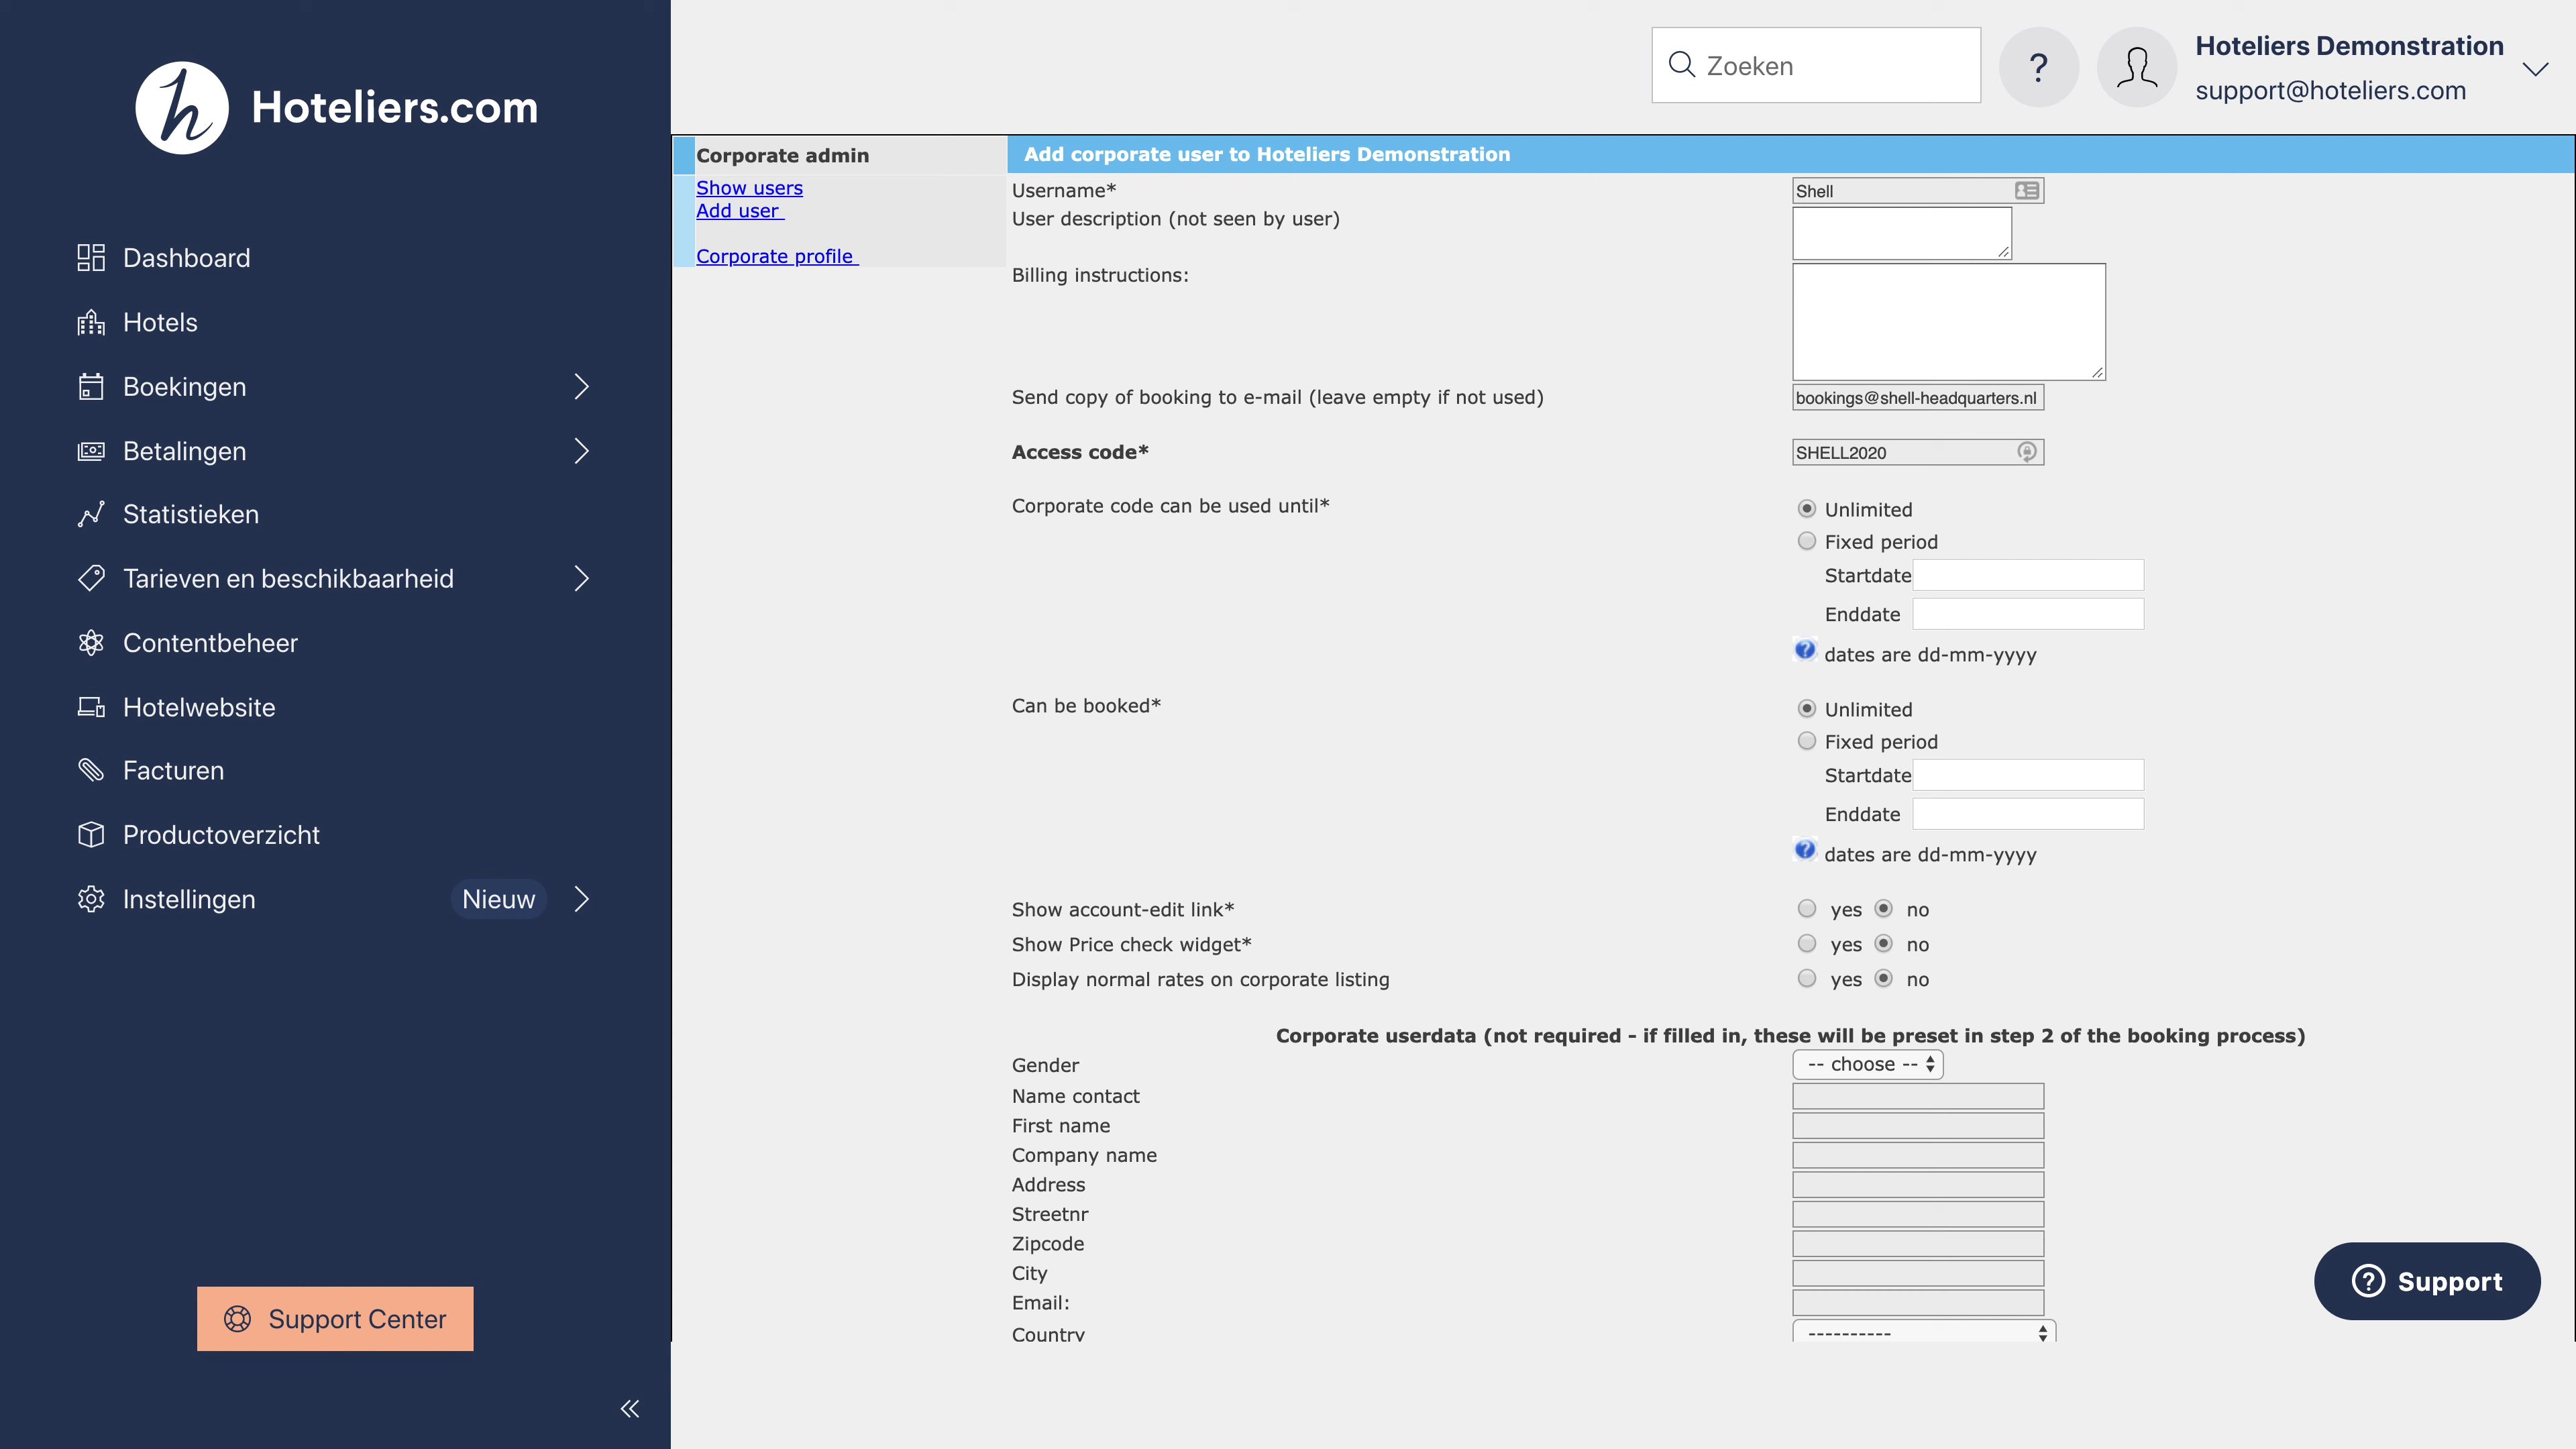 h Hoteliers.com
Dashboard
Hotels
Boekingen
Betalingen
Statistieken
Tarieven en beschikbaarheid
Contentbeheer
Hotelwebsite
Facturen
Productoverzicht
Instellingen Nieuw
Support Center
Zoeken
?
Hoteliers Demonstration
support@hoteliers.com
Corporate admin
Show users
Add user
Corporate profile
Add corporate user to Hoteliers Demonstration
Username* Shell
User description (not seen by user)
Billing instructions:
Send copy of booking to e-mail (leave empty if not used) bookings@shell-headquarters.nl
Access code* SHELL2020
Corporate code can be used until* Unlimited
Fixed period
Startdate
Enddate
? dates are dd-mm-yyyy
Can be booked* Unlimited
Fixed period
Startdate
Enddate
? dates are dd-mm-yyyy
Show account-edit link* yes no
Show Price check widget* yes no
Display normal rates on corporate listing yes no
Corporate userdata (not required - if filled in, these will be preset in step 2 of the booking process)
Gender -- choose --
Name contact
First name
Company name
Address
Streetnr
Zipcode
City
Email:
Country ----------
? Support